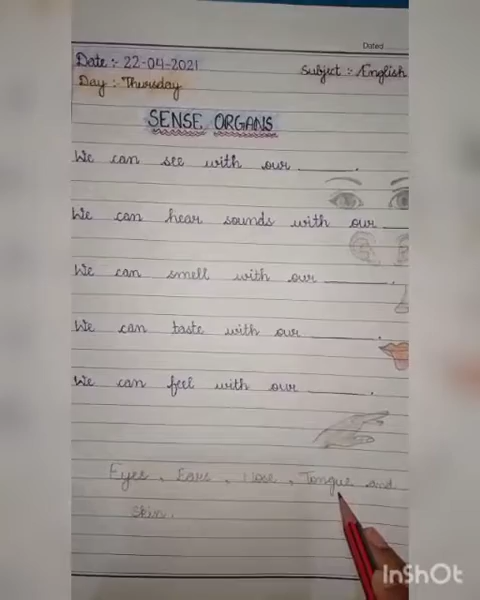 Dated
Date :- 22-04-2021
Subject :- English
Day :- Thursday
SENSE ORGANS
We can see with our ______.
We can hear sounds with our
We can smell with our ______.
We can taste with our ______.
We can feel with our ______.
Eyes, Ears, Nose, Tongue and
Skin.
InShOt